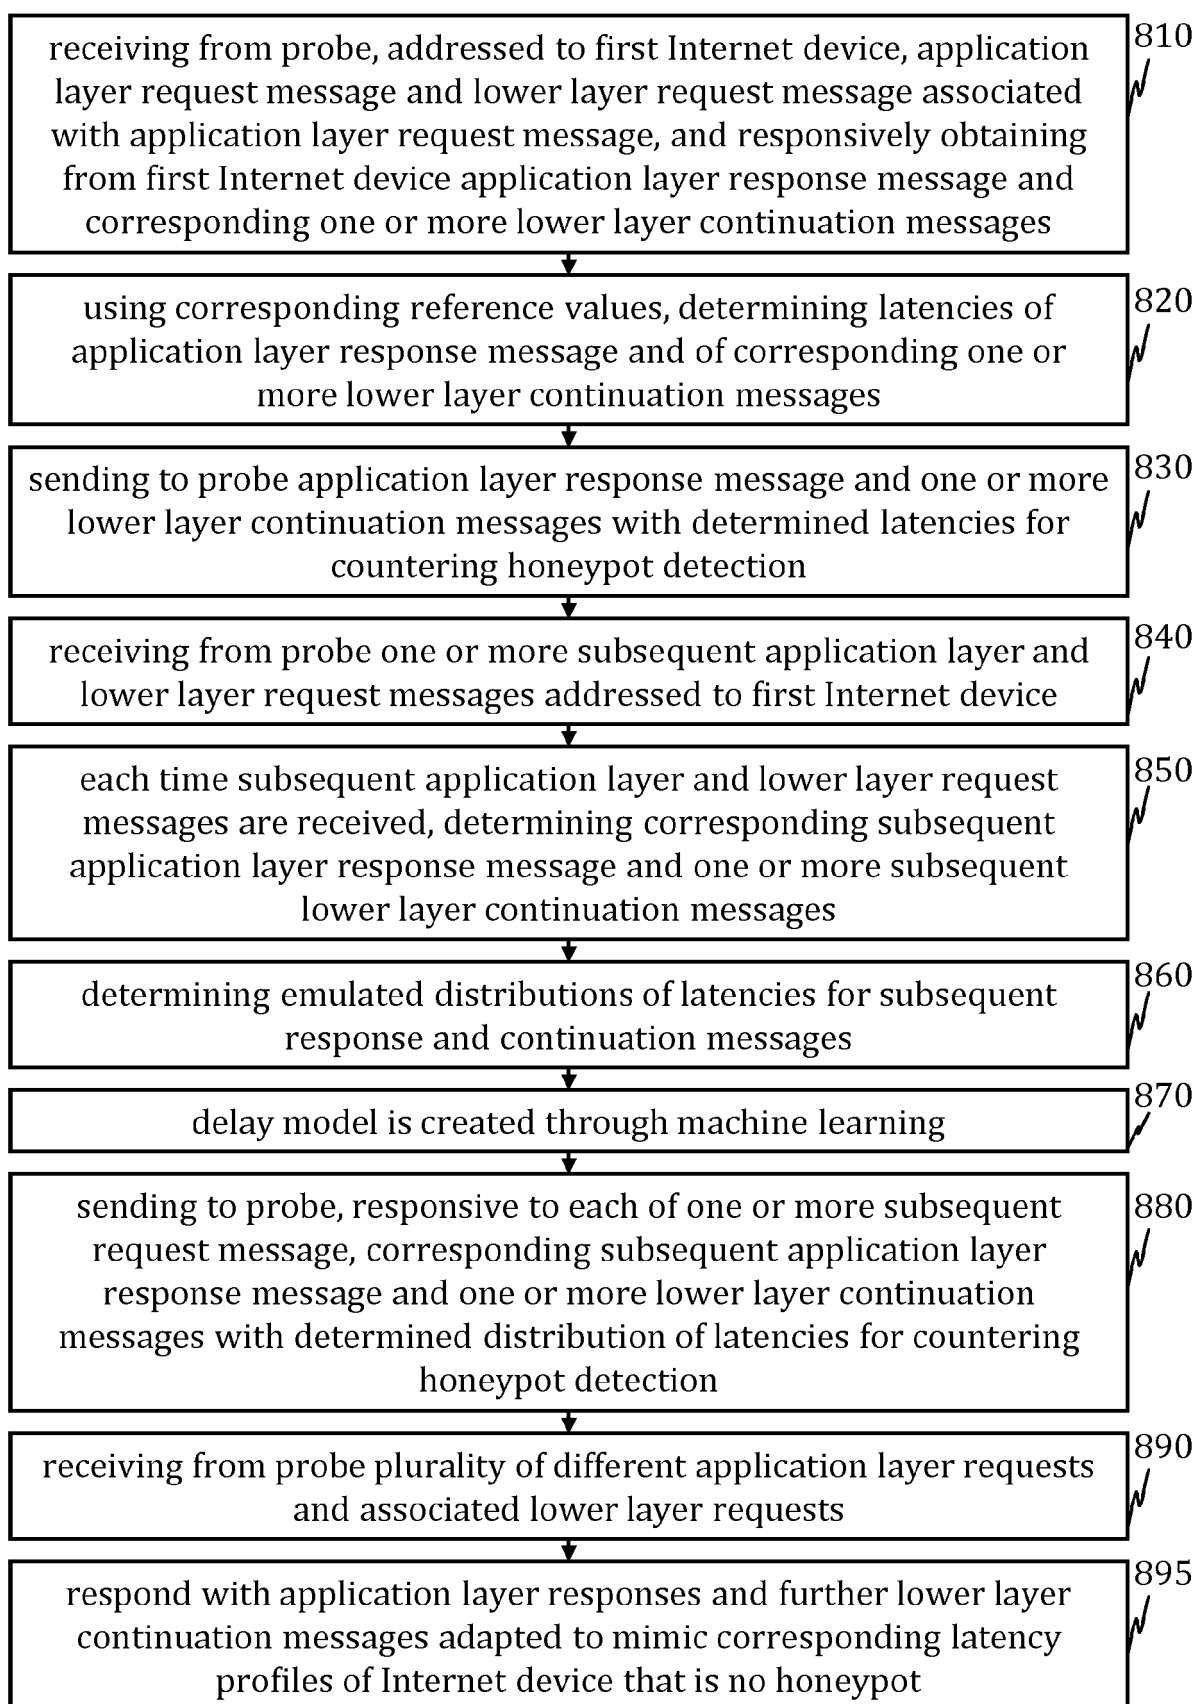 receiving from probe, addressed to first Internet device, application
layer request message and lower layer request message associated
with application layer request message, and responsively obtaining
from first Internet device application layer response message and
corresponding one or more lower layer continuation messages
810
using corresponding reference values, determining latencies of
application layer response message and of corresponding one or
more lower layer continuation messages
820
sending to probe application layer response message and one or more
lower layer continuation messages with determined latencies for
countering honeypot detection
830
receiving from probe one or more subsequent application layer and
lower layer request messages addressed to first Internet device
840
each time subsequent application layer and lower layer request
messages are received, determining corresponding subsequent
application layer response message and one or more subsequent
lower layer continuation messages
850
determining emulated distributions of latencies for subsequent
response and continuation messages
860
delay model is created through machine learning
870
sending to probe, responsive to each of one or more subsequent
request message, corresponding subsequent application layer
response message and one or more lower layer continuation
messages with determined distribution of latencies for countering
honeypot detection
880
receiving from probe plurality of different application layer requests
and associated lower layer requests
890
respond with application layer responses and further lower layer
continuation messages adapted to mimic corresponding latency
profiles of Internet device that is no honeypot
895